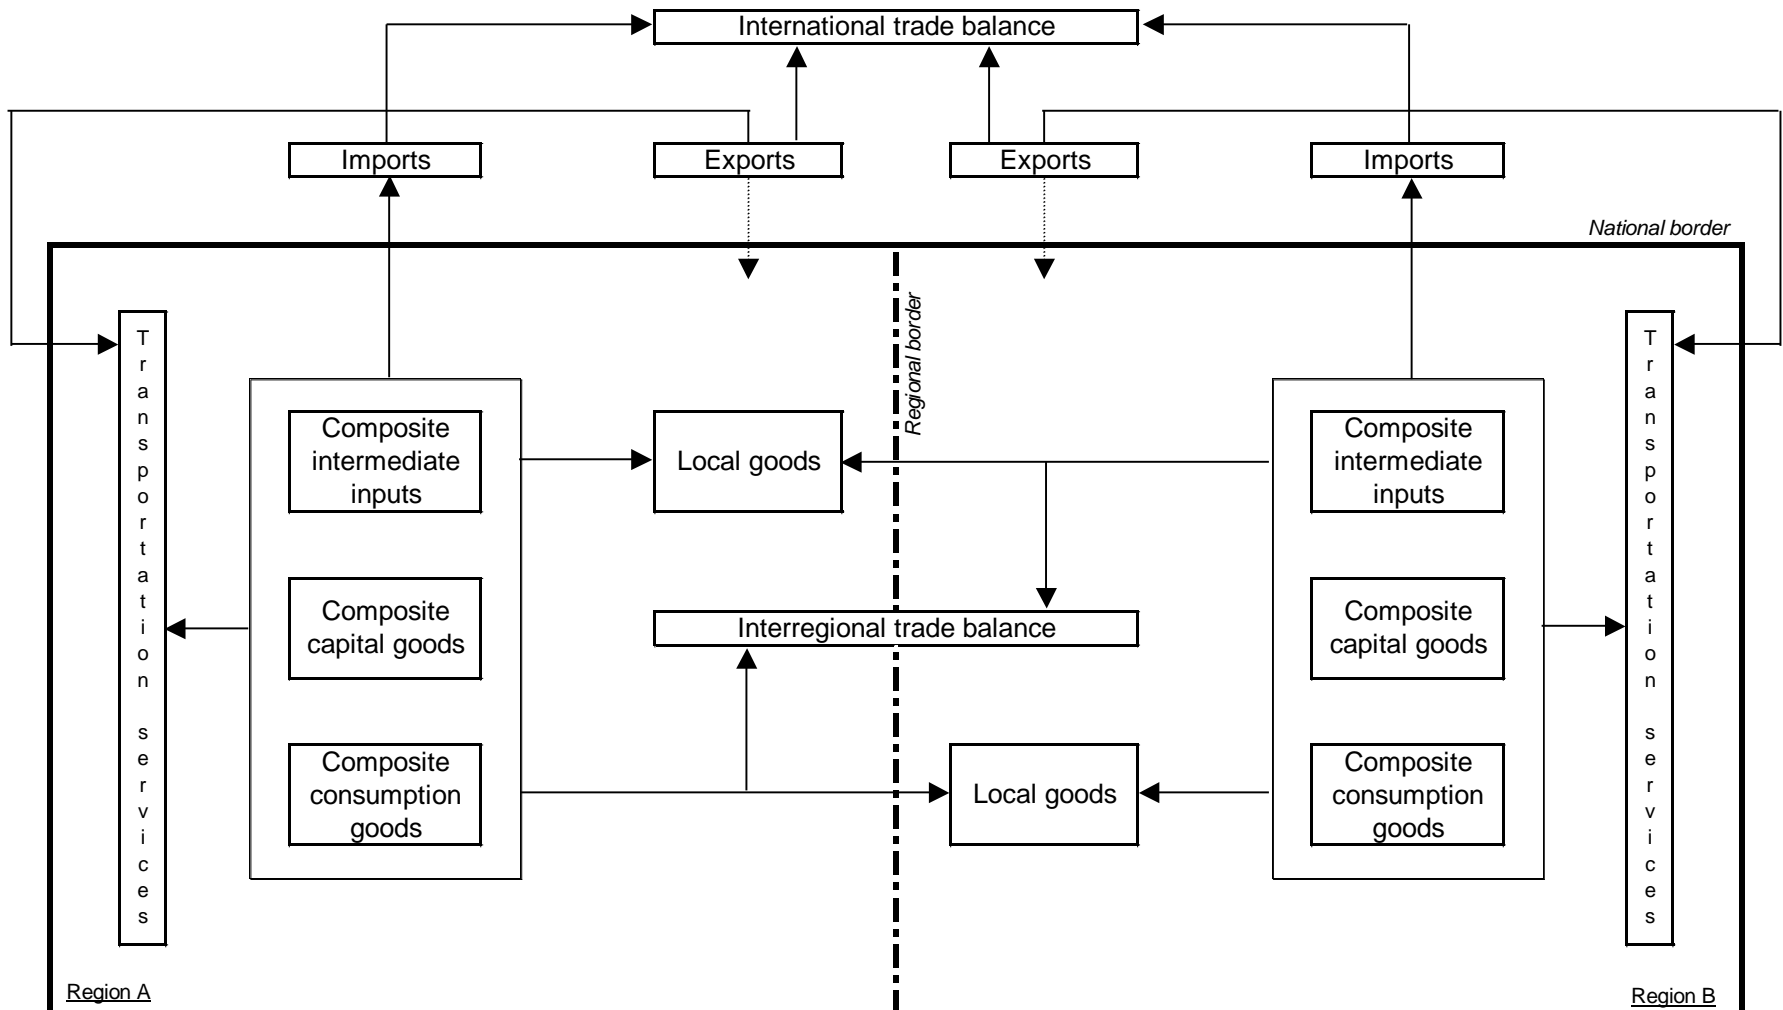 International trade balance
Imports
Exports
Exports
Imports
National border
Regional border
Transportation services
Composite
intermediate
inputs
Local goods
Composite
intermediate
inputs
Transportation services
Composite
capital goods
Interregional trade balance
Composite
capital goods
Composite
consumption
goods
Local goods
Composite
consumption
goods
Region A
Region B